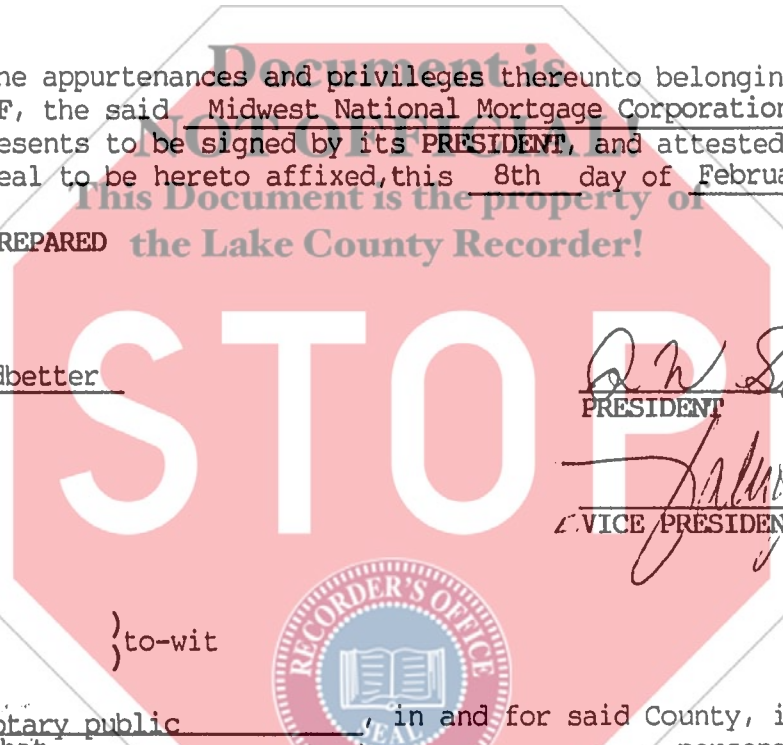 Document is
he appurtenances and privileges thereunto belongin
F, the said Midwest National Mortgage Corporation
NOT OFFICIAL!
esents to be signed by its PRESIDENT, and attested
eal to be hereto affixed, this 8th day of Februa
This Document is the property of
REPARED
the Lake County Recorder!
STOP
dbetter
PRESIDENT
VICE PRESIDEN
RECORDER'S OFFICE
SEAL
to-wit
otary public , in and for said County, i